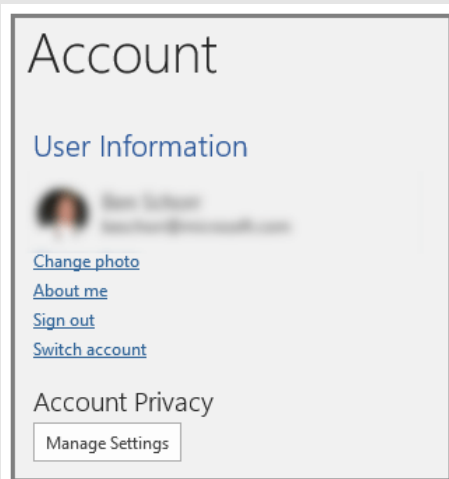 Account
User Information
Change photo
About me
Sign out
Switch account
Account Privacy
Manage Settings